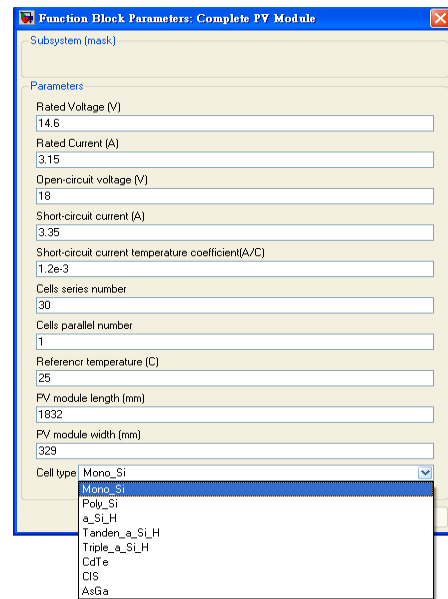 Function Block Parameters: Complete PV Module
Subsystem (mask)
Parameters
Rated Voltage (V)
14.6
Rated Current (A)
3.15
Open-circuit voltage (V)
18
Short-circuit current (A)
3.35
Short-circuit current temperature coefficient(A/C)
1.2e-3
Cells series number
30
Cells parallel number
1
Referencr temperature (C)
25
PV module length (mm)
1832
PV module width (mm)
329
Cell type Mono_Si
Mono_Si
Poly_Si
a_Si_H
Tanden_a_Si_H
Triple_a_Si_H
CdTe
CIS
AsGa